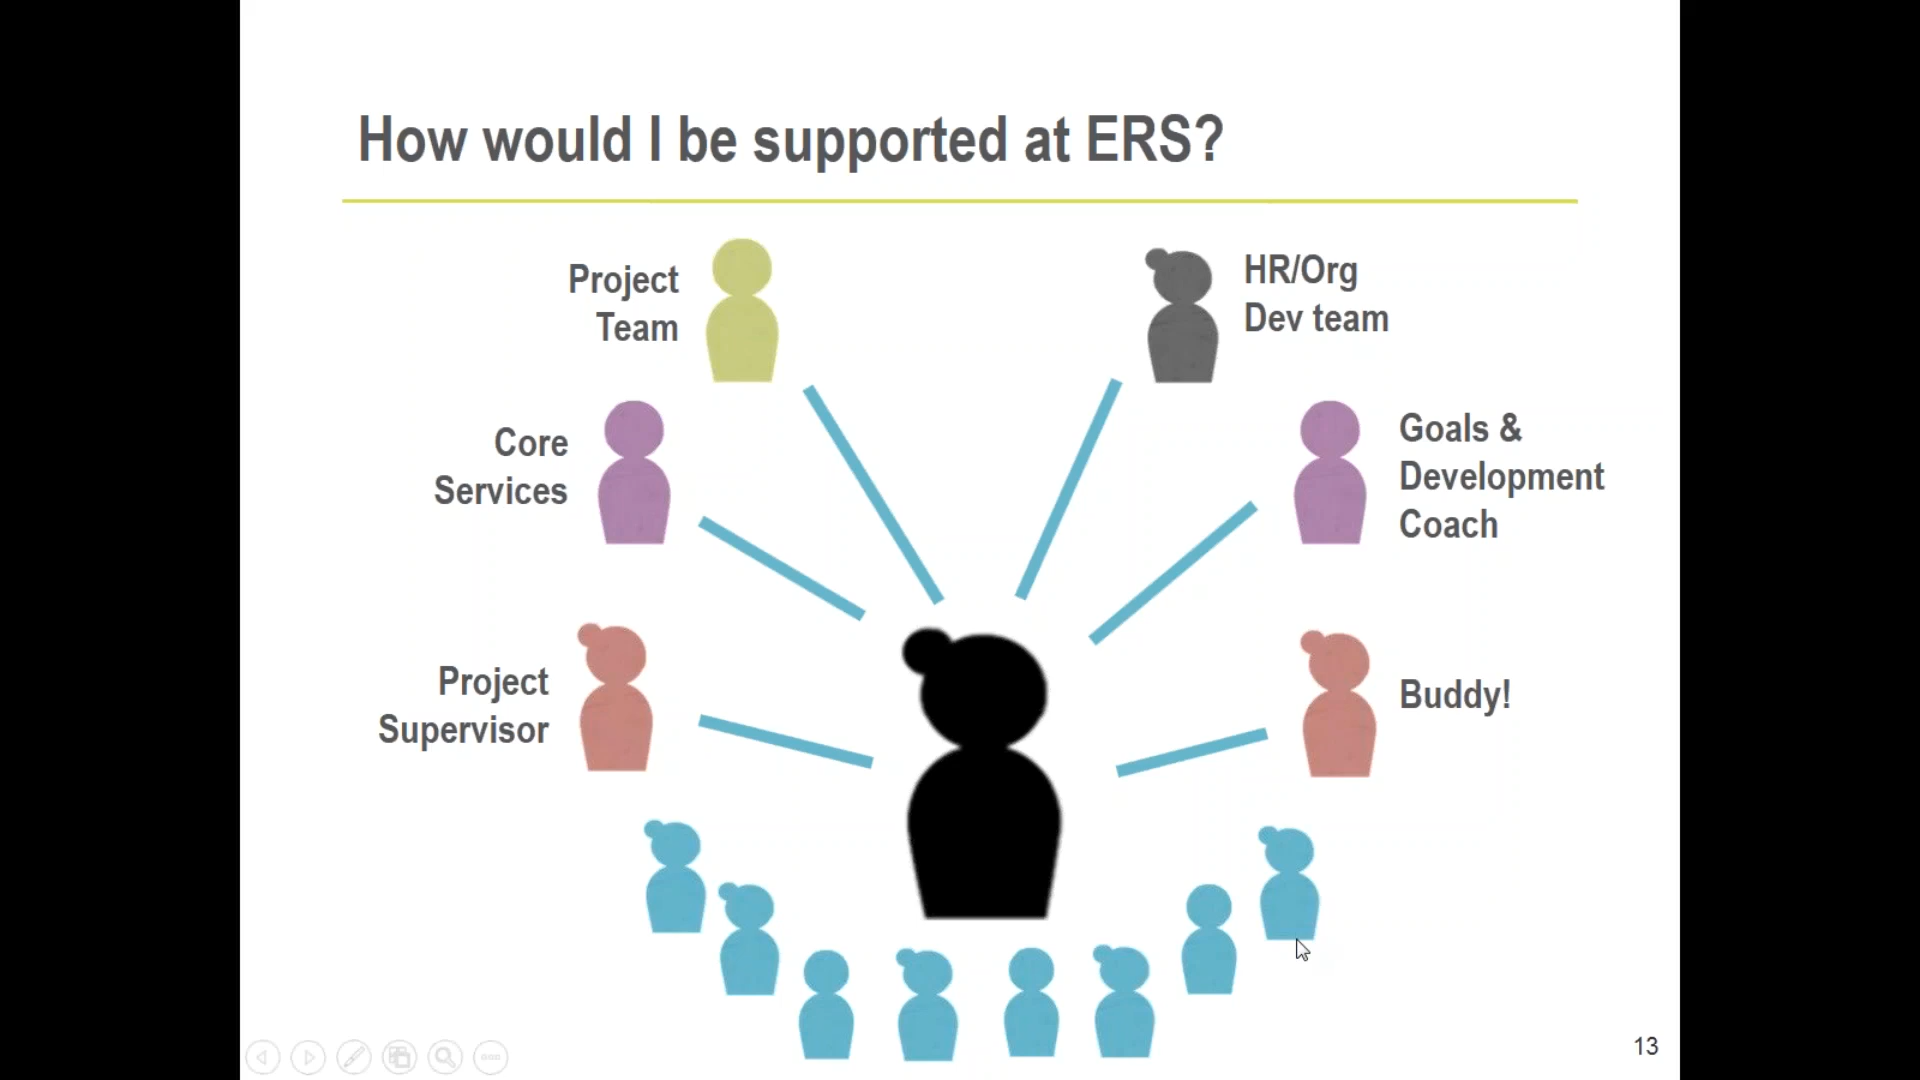 How would I be supported at ERS?
Project
Team
HR/Org
Dev team
Core
Services
Goals &
Development
Coach
Project
Supervisor
Buddy!
13